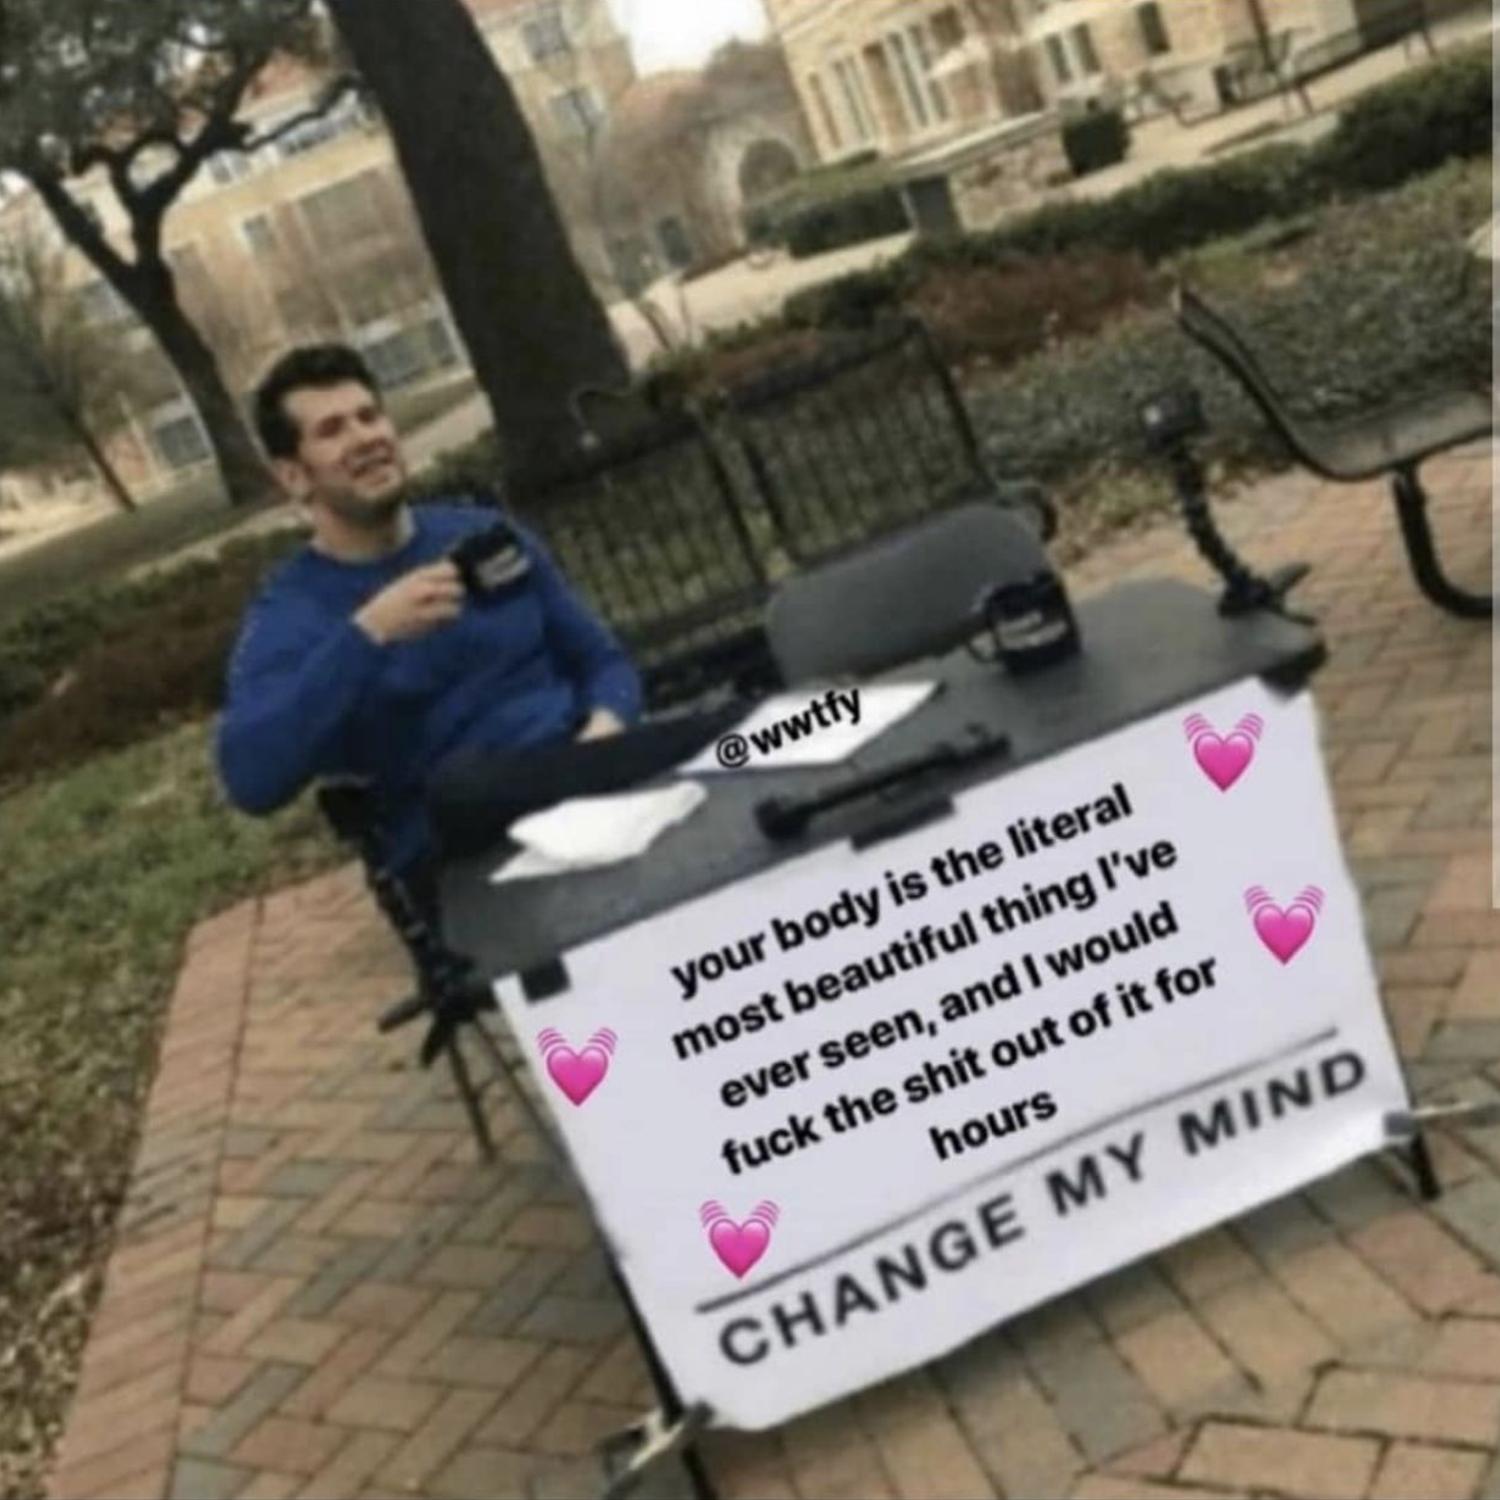 @wwtfy
your body is the literal
most beautiful thing I've
ever seen, and I would
fuck the shit out of it for
hours
CHANGE MY MIND